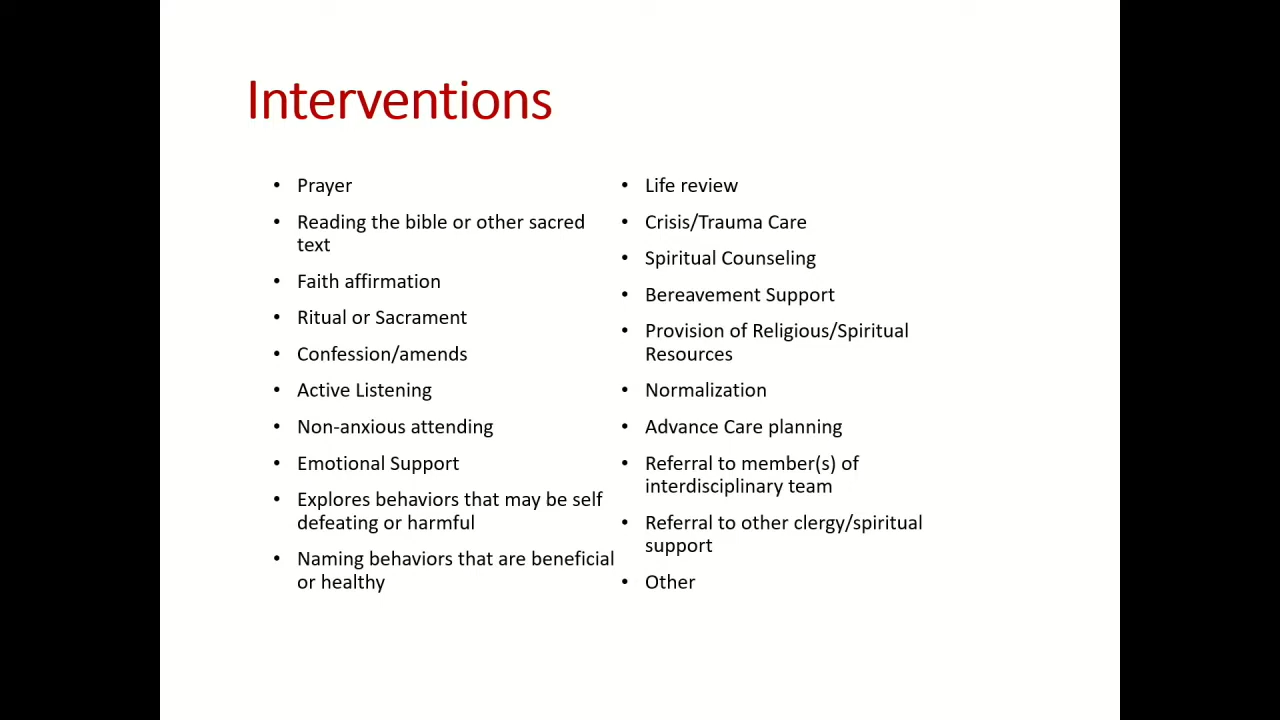 Interventions
• Prayer
• Reading the bible or other sacred
text
• Faith affirmation
• Ritual or Sacrament
• Confession/amends
• Active Listening
• Non-anxious attending
• Emotional Support
• Explores behaviors that may be self
defeating or harmful
• Naming behaviors that are beneficial
or healthy
• Life review
• Crisis/Trauma Care
• Spiritual Counseling
• Bereavement Support
• Provision of Religious/Spiritual
Resources
• Normalization
• Advance Care planning
• Referral to member(s) of
interdisciplinary team
• Referral to other clergy/spiritual
support
• Other